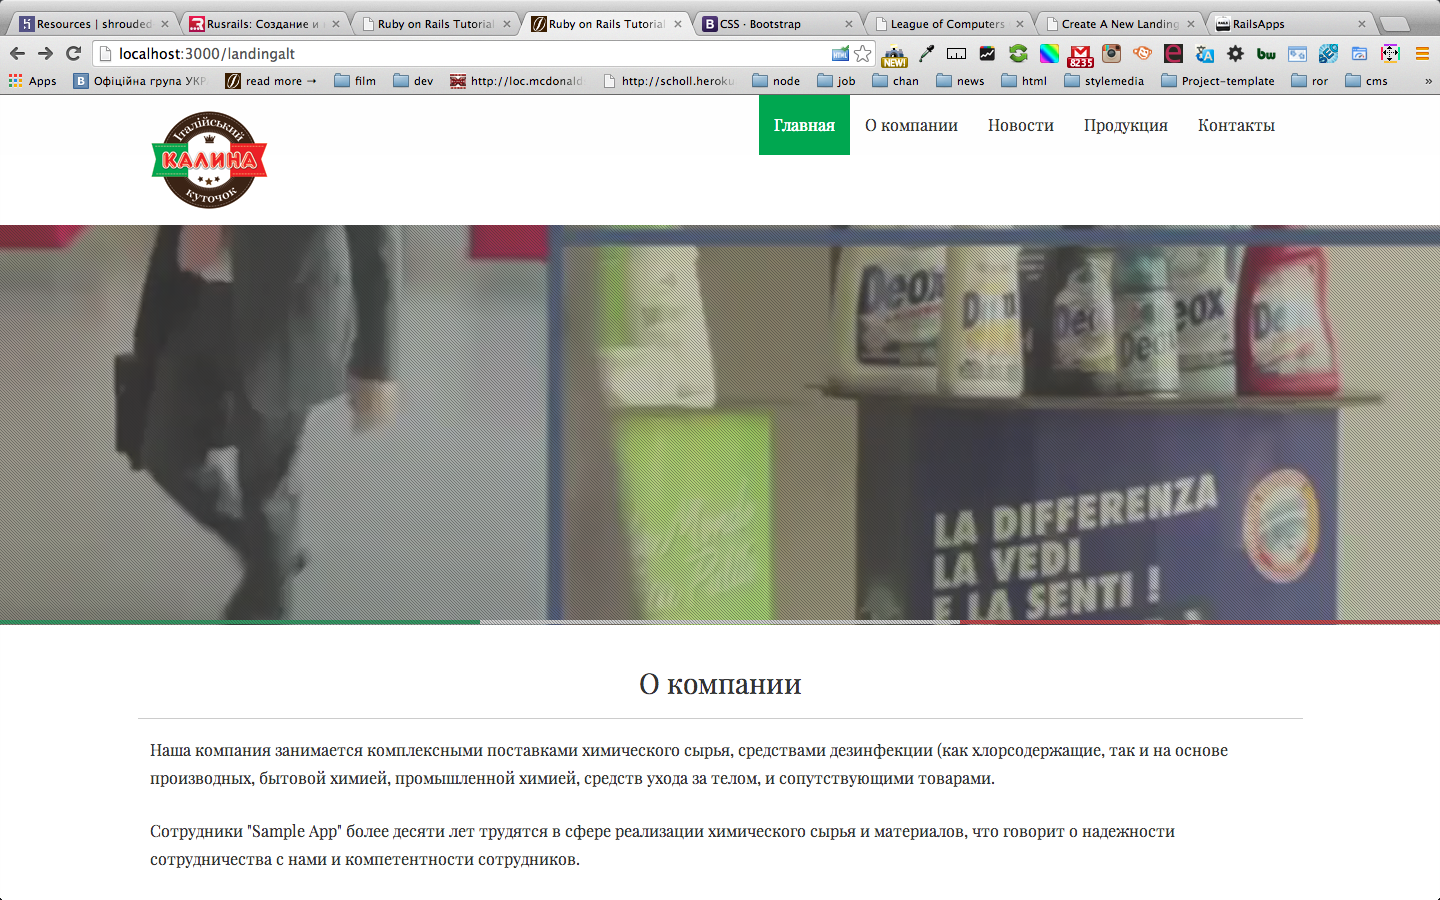 Resources | shrouded
Rusrails: Создание и
Ruby on Rails Tutorial
Ruby on Rails Tutorial
CSS · Bootstrap
League of Computers
Create A New Landing
RailsApps
localhost:3000/landingalt
NEW!
8235
bw
Apps
Офіційна група УКР
read more →
film
dev
http://loc.mcdonald
http://scholl.heroku
node
job
chan
news
html
stylemedia
Project-template
ror
cms
»
Італійський
КАЛИНА
куточок
Главная
О компании
Новости
Продукция
Контакты
Deox
Deox
LA DIFFERENZA
LA VEDI
E LA SENTI !
О компании
Наша компания занимается комплексными поставками химического сырья, средствами дезинфекции (как хлорсодержащие, так и на основе
производных, бытовой химией, промышленной химией, средств ухода за телом, и сопутствующими товарами.
Сотрудники "Sample App" более десяти лет трудятся в сфере реализации химического сырья и материалов, что говорит о надежности
сотрудничества с нами и компетентности сотрудников.